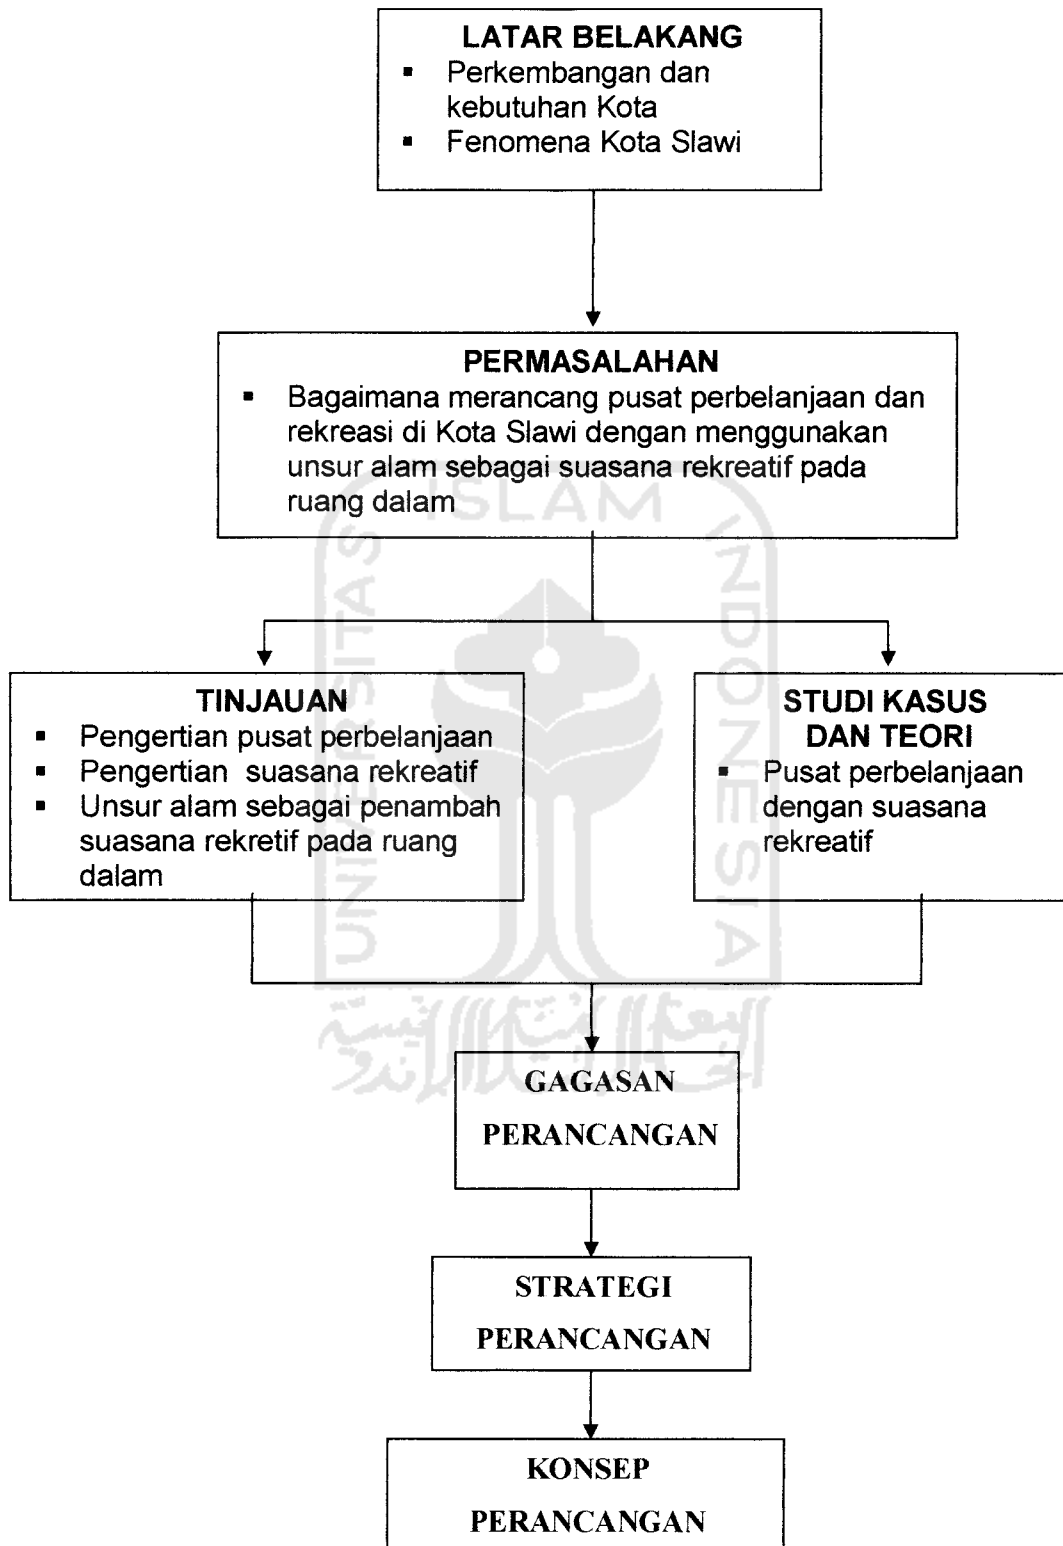 LATAR BELAKANG
▪ Perkembangan dan
kebutuhan Kota
▪ Fenomena Kota Slawi
PERMASALAHAN
▪ Bagaimana merancang pusat perbelanjaan dan
rekreasi di Kota Slawi dengan menggunakan
unsur alam sebagai suasana rekreatif pada
ruang dalam
TINJAUAN
▪ Pengertian pusat perbelanjaan
▪ Pengertian suasana rekreatif
▪ Unsur alam sebagai penambah
suasana rekretif pada ruang
dalam
STUDI KASUS
DAN TEORI
▪ Pusat perbelanjaan
dengan suasana
rekreatif
UNIVERSITAS
ISLAM
INDONESIA
GAGASAN
PERANCANGAN
STRATEGI
PERANCANGAN
KONSEP
PERANCANGAN